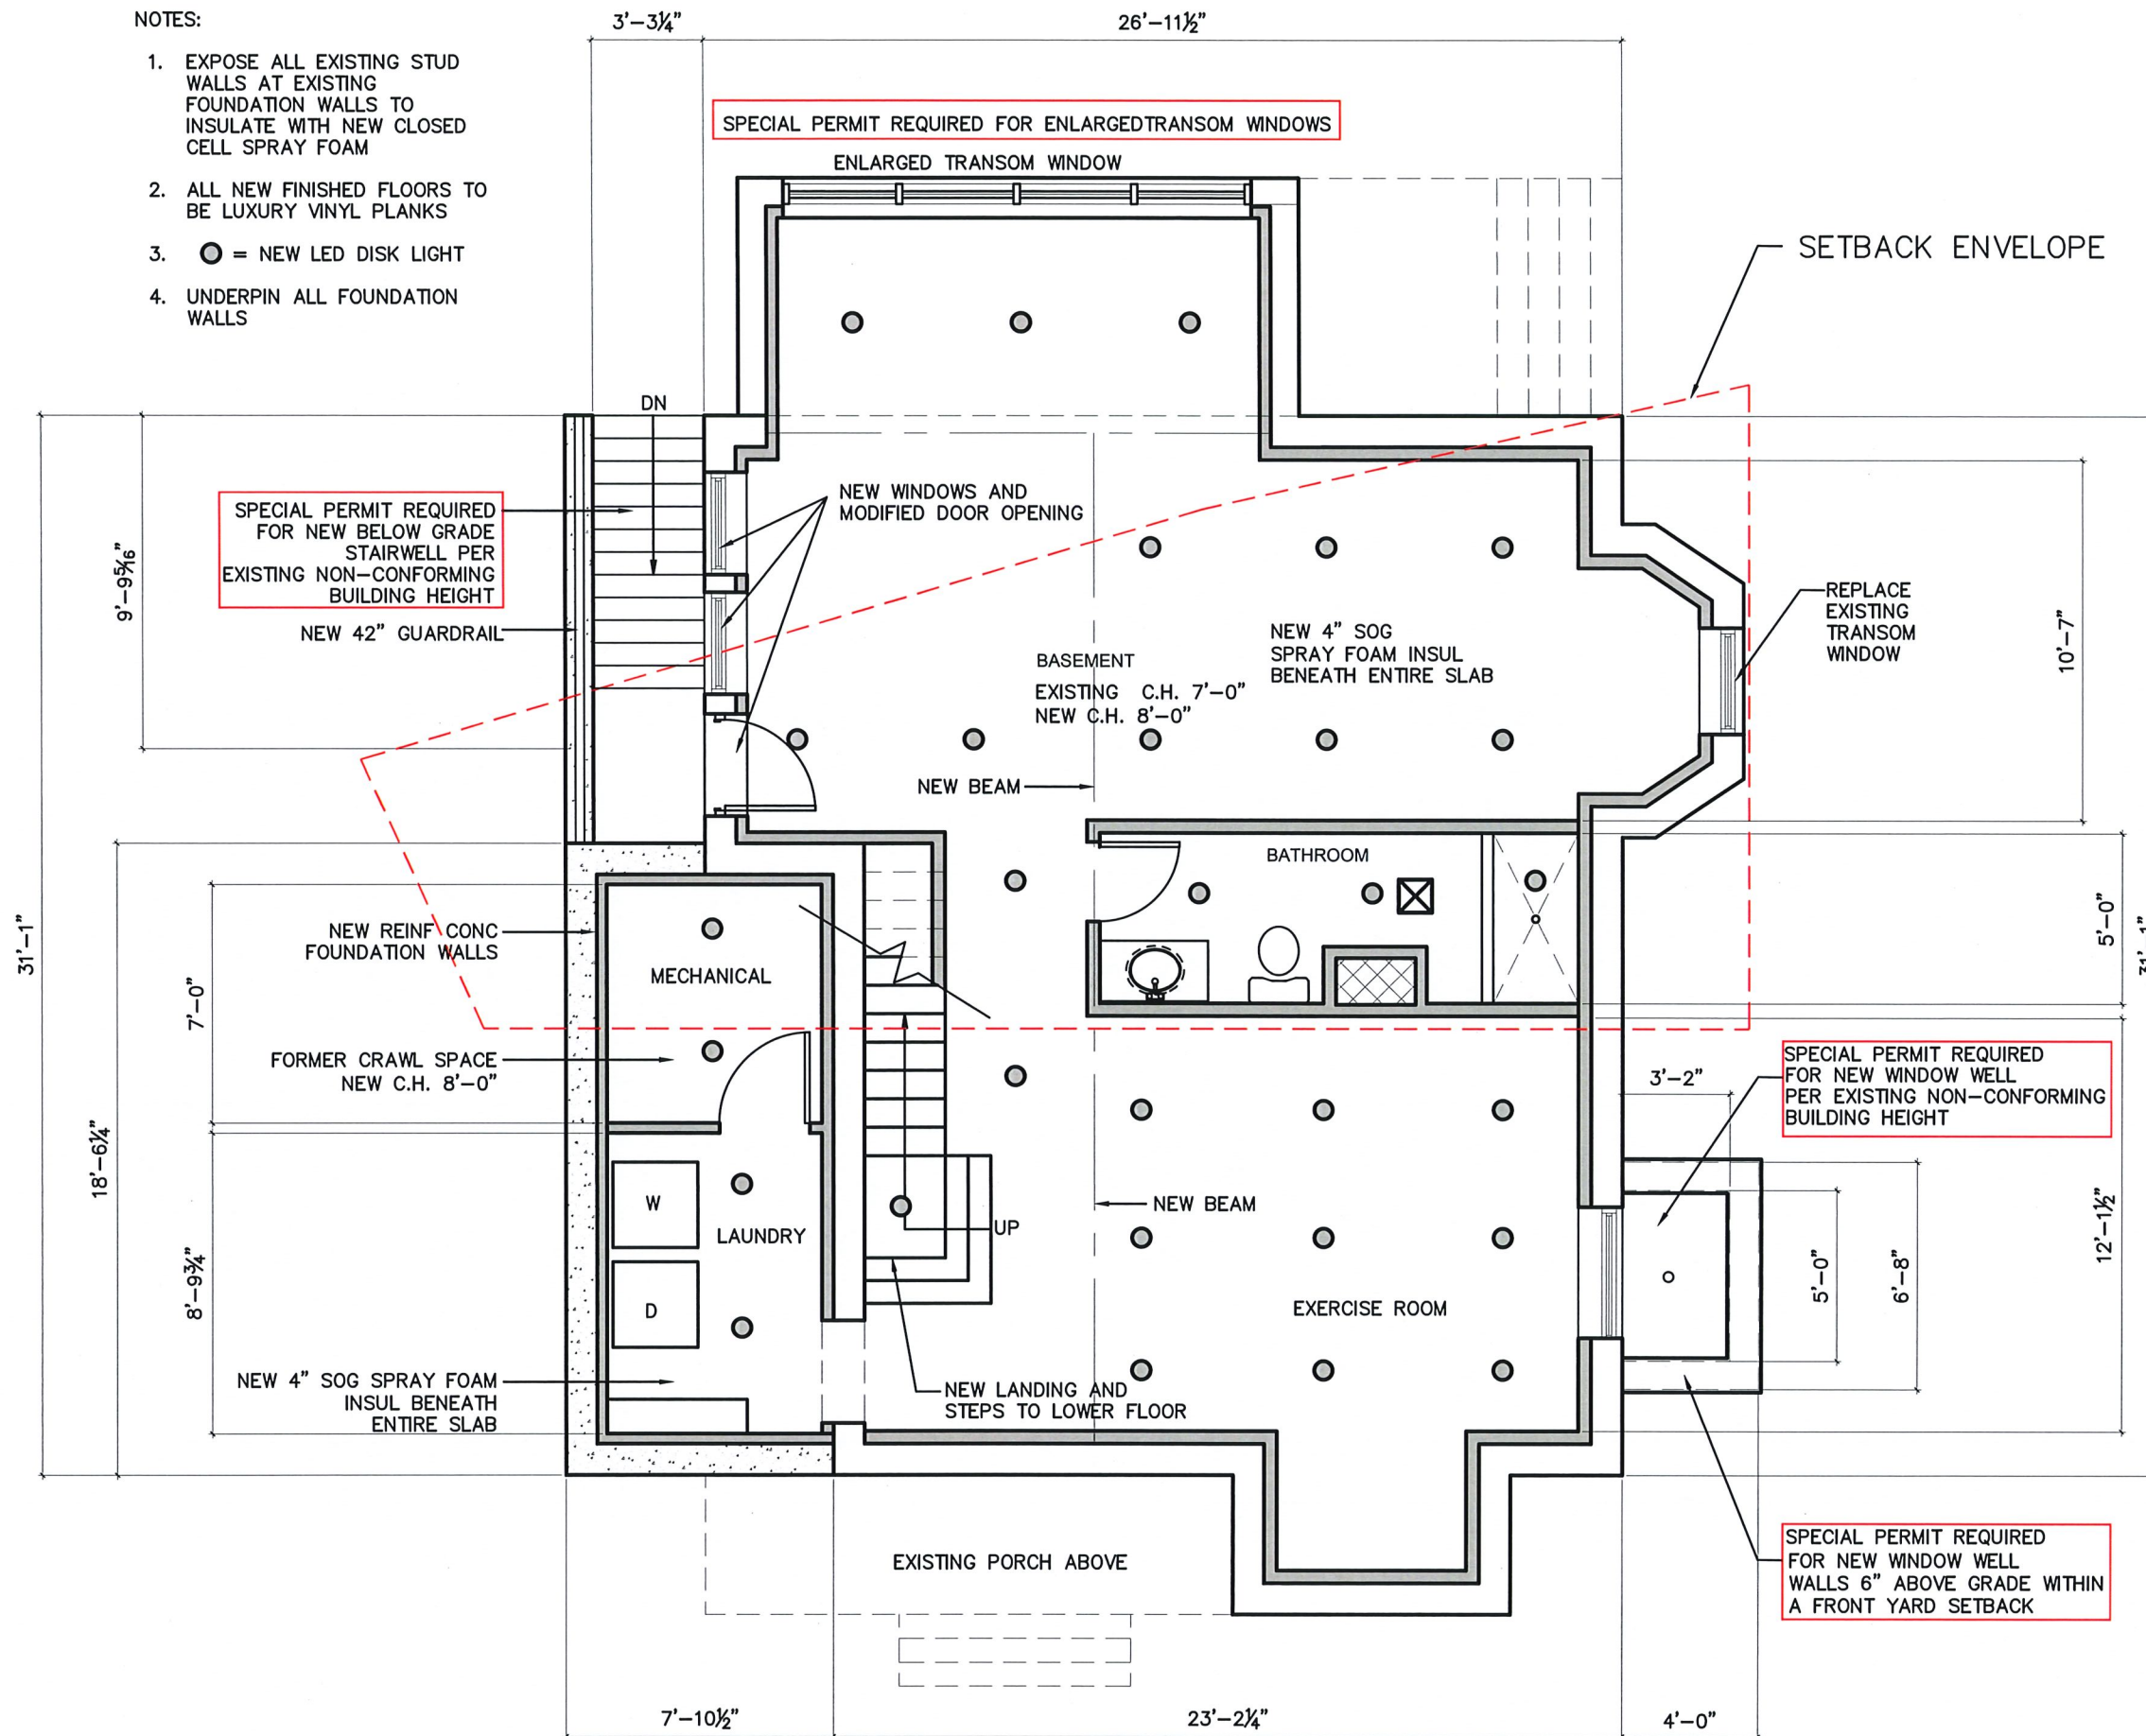 NOTES:
1. EXPOSE ALL EXISTING STUD
WALLS AT EXISTING
FOUNDATION WALLS TO
INSULATE WITH NEW CLOSED
CELL SPRAY FOAM
2. ALL NEW FINISHED FLOORS TO
BE LUXURY VINYL PLANKS
3. = NEW LED DISK LIGHT
4. UNDERPIN ALL FOUNDATION
WALLS
3'-3¼"
26'-11½"
SPECIAL PERMIT REQUIRED FOR ENLARGEDTRANSOM WINDOWS
ENLARGED TRANSOM WINDOW
SETBACK ENVELOPE
DN
SPECIAL PERMIT REQUIRED
FOR NEW BELOW GRADE
STAIRWELL PER
EXISTING NON-CONFORMING
BUILDING HEIGHT
NEW 42" GUARDRAIL
9'-9 5/16"
NEW WINDOWS AND
MODIFIED DOOR OPENING
BASEMENT
EXISTING C.H. 7'-0"
NEW C.H. 8'-0"
NEW 4" SOG
SPRAY FOAM INSUL
BENEATH ENTIRE SLAB
REPLACE
EXISTING
TRANSOM
WINDOW
10'-7"
NEW BEAM
BATHROOM
31'-1"
NEW REINF CONC
FOUNDATION WALLS
7'-0"
MECHANICAL
5'-0"
31'-1"
FORMER CRAWL SPACE
NEW C.H. 8'-0"
3'-2"
SPECIAL PERMIT REQUIRED
FOR NEW WINDOW WELL
PER EXISTING NON-CONFORMING
BUILDING HEIGHT
18'-6¼"
W
LAUNDRY
UP
NEW BEAM
12'-1½"
8'-9¾"
D
EXERCISE ROOM
5'-0"
6'-8"
NEW 4" SOG SPRAY FOAM
INSUL BENEATH
ENTIRE SLAB
NEW LANDING AND
STEPS TO LOWER FLOOR
EXISTING PORCH ABOVE
SPECIAL PERMIT REQUIRED
FOR NEW WINDOW WELL
WALLS 6" ABOVE GRADE WITHIN
A FRONT YARD SETBACK
7'-10½"
23'-2¼"
4'-0"